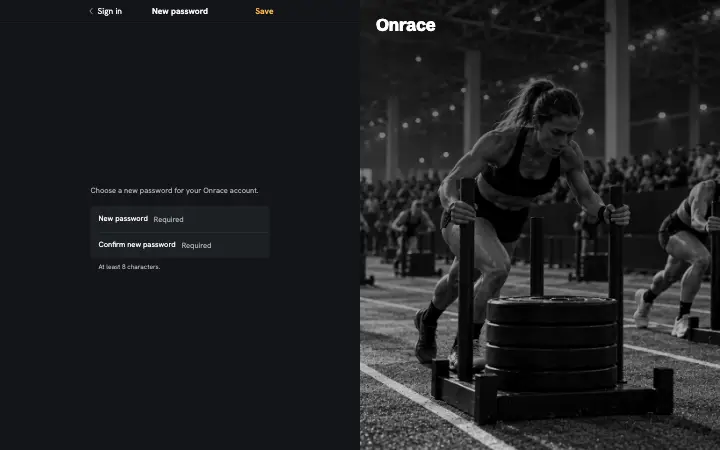 Sign in
New password
Save
Onrace
Choose a new password for your Onrace account.
New password Required
Confirm new password Required
At least 8 characters.